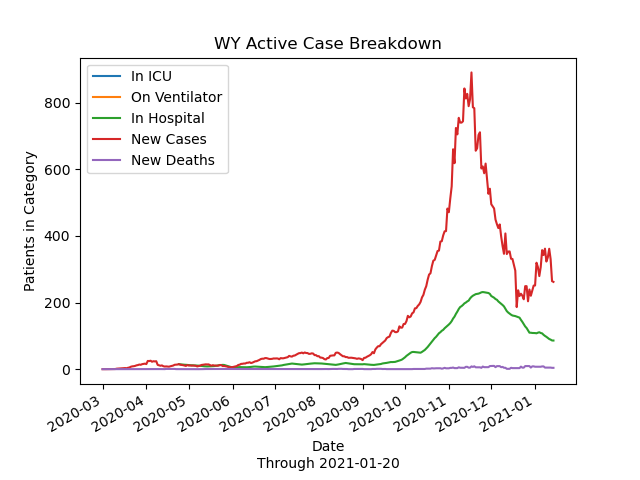 WY Active Case Breakdown
In ICU
On Ventilator
In Hospital
New Cases
New Deaths
Patients in Category
800
600
400
200
0
2020-03
2020-04
2020-05
2020-06
2020-07
2020-08
2020-09
2020-10
2020-11
2020-12
2021-01
Date
Through 2021-01-20